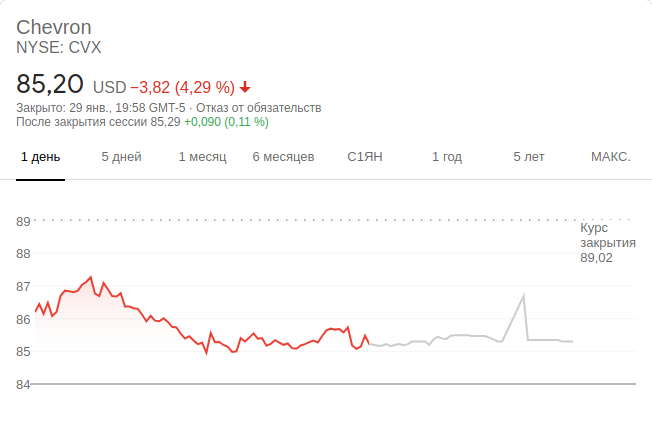 Chevron
NYSE: CVX
85,20 USD −3,82 (4,29 %)
Закрыто: 29 янв., 19:58 GMT-5 · Отказ от обязательств
После закрытия сессии 85,29 +0,090 (0,11 %)
1 день 5 дней 1 месяц 6 месяцев С1ЯН 1 год 5 лет МАКС.
89
Курс
закрытия
89,02
88
87
86
85
84